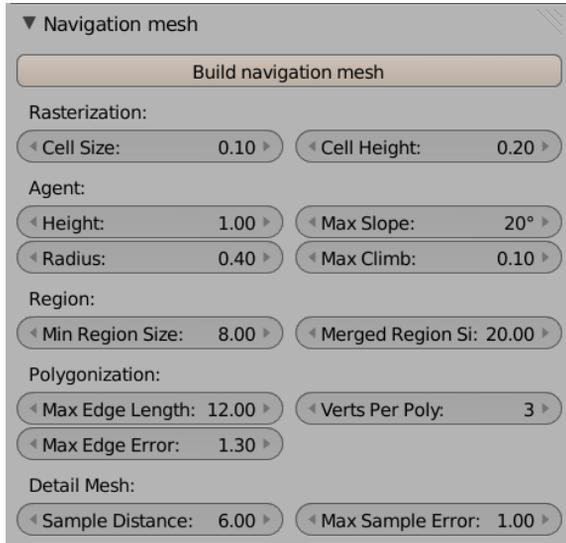 Navigation mesh
Build navigation mesh
Rasterization:
Cell Size: 0.10 Cell Height: 0.20
Agent:
Height: 1.00 Max Slope: 20°
Radius: 0.40 Max Climb: 0.10
Region:
Min Region Size: 8.00 Merged Region Si: 20.00
Polygonization:
Max Edge Length: 12.00 Verts Per Poly: 3
Max Edge Error: 1.30
Detail Mesh:
Sample Distance: 6.00 Max Sample Error: 1.00